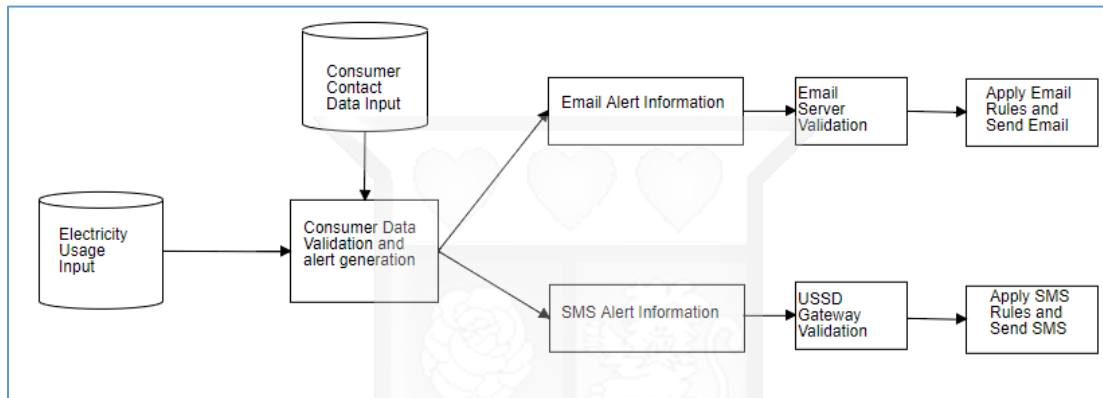 Consumer
Contact
Data Input
Electricity
Usage
Input
Consumer Data
Validation and
alert generation
Email Alert Information
Email
Server
Validation
Apply Email
Rules and
Send Email
SMS Alert Information
USSD
Gateway
Validation
Apply SMS
Rules and
Send SMS